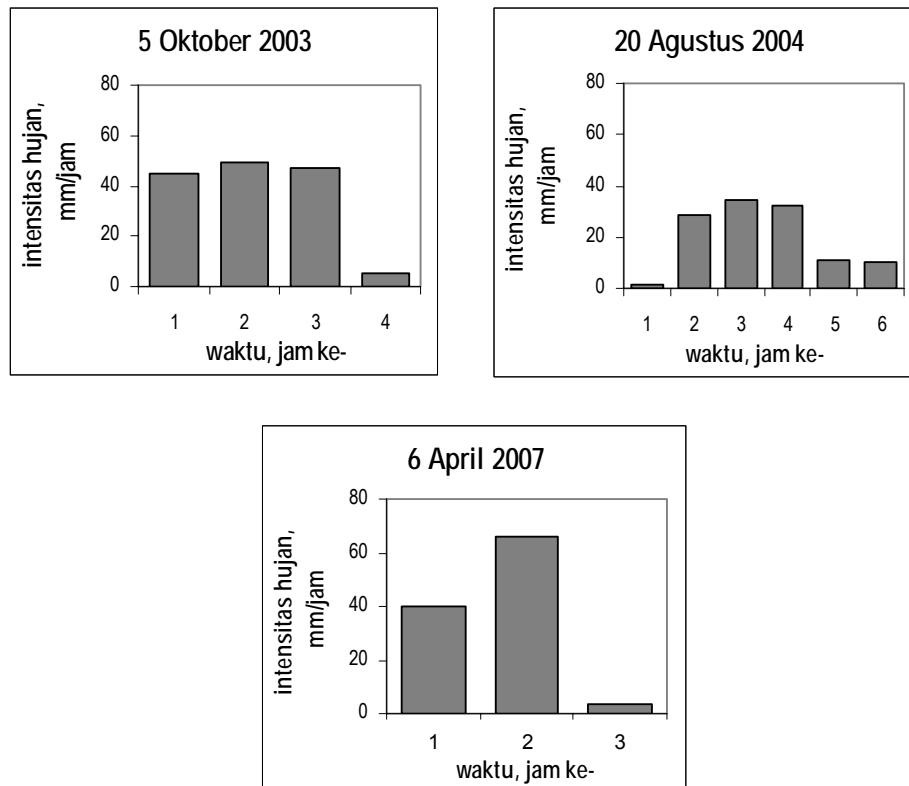 5 Oktober 2003
intensitas hujan,
mm/jam
80
60
40
20
0
1 2 3 4
waktu, jam ke-
20 Agustus 2004
intensitas hujan,
mm/jam
80
60
40
20
0
1 2 3 4 5 6
waktu, jam ke-
6 April 2007
intensitas hujan,
mm/jam
80
60
40
20
0
1 2 3
waktu, jam ke-